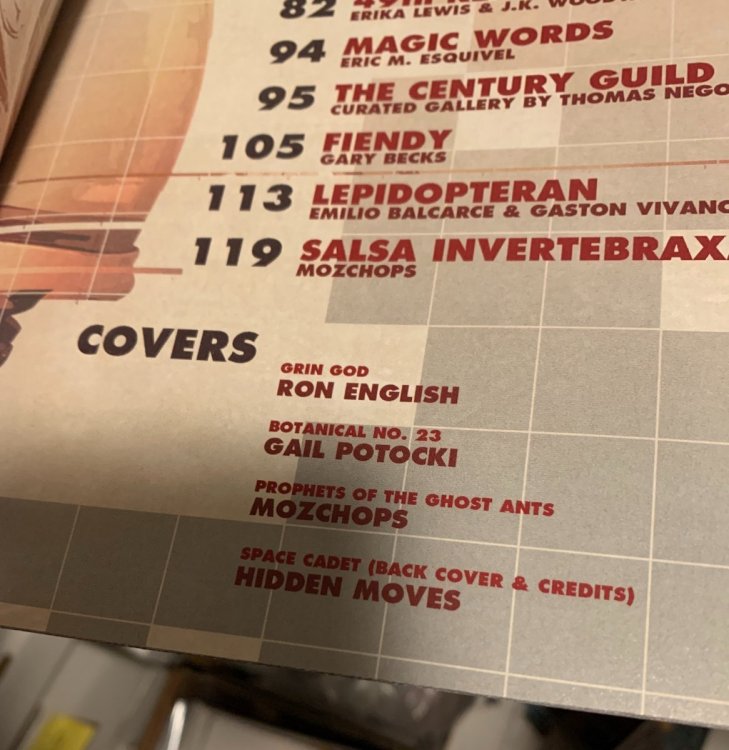 82
ERIKA LEWIS & J.K.
94 MAGIC WORDS
ERIC M. ESQUIVEL
95 THE CENTURY GUILD
CURATED GALLERY BY THOMAS
105 FIENDY
GARY BECKS
113 LEPIDOPTERAN
EMILIO BALCARCE & GASTON
119 SALSA
MOZCHOPS
COVERS
GRIN GOD
RON ENGLISH
BOTANICAL NO. 23
GAIL POTOCKI
PROPHETS OF THE GHOST ANTS
MOZCHOPS
SPACE CADET (BACK COVER & CREDITS)
HIDDEN MOVES